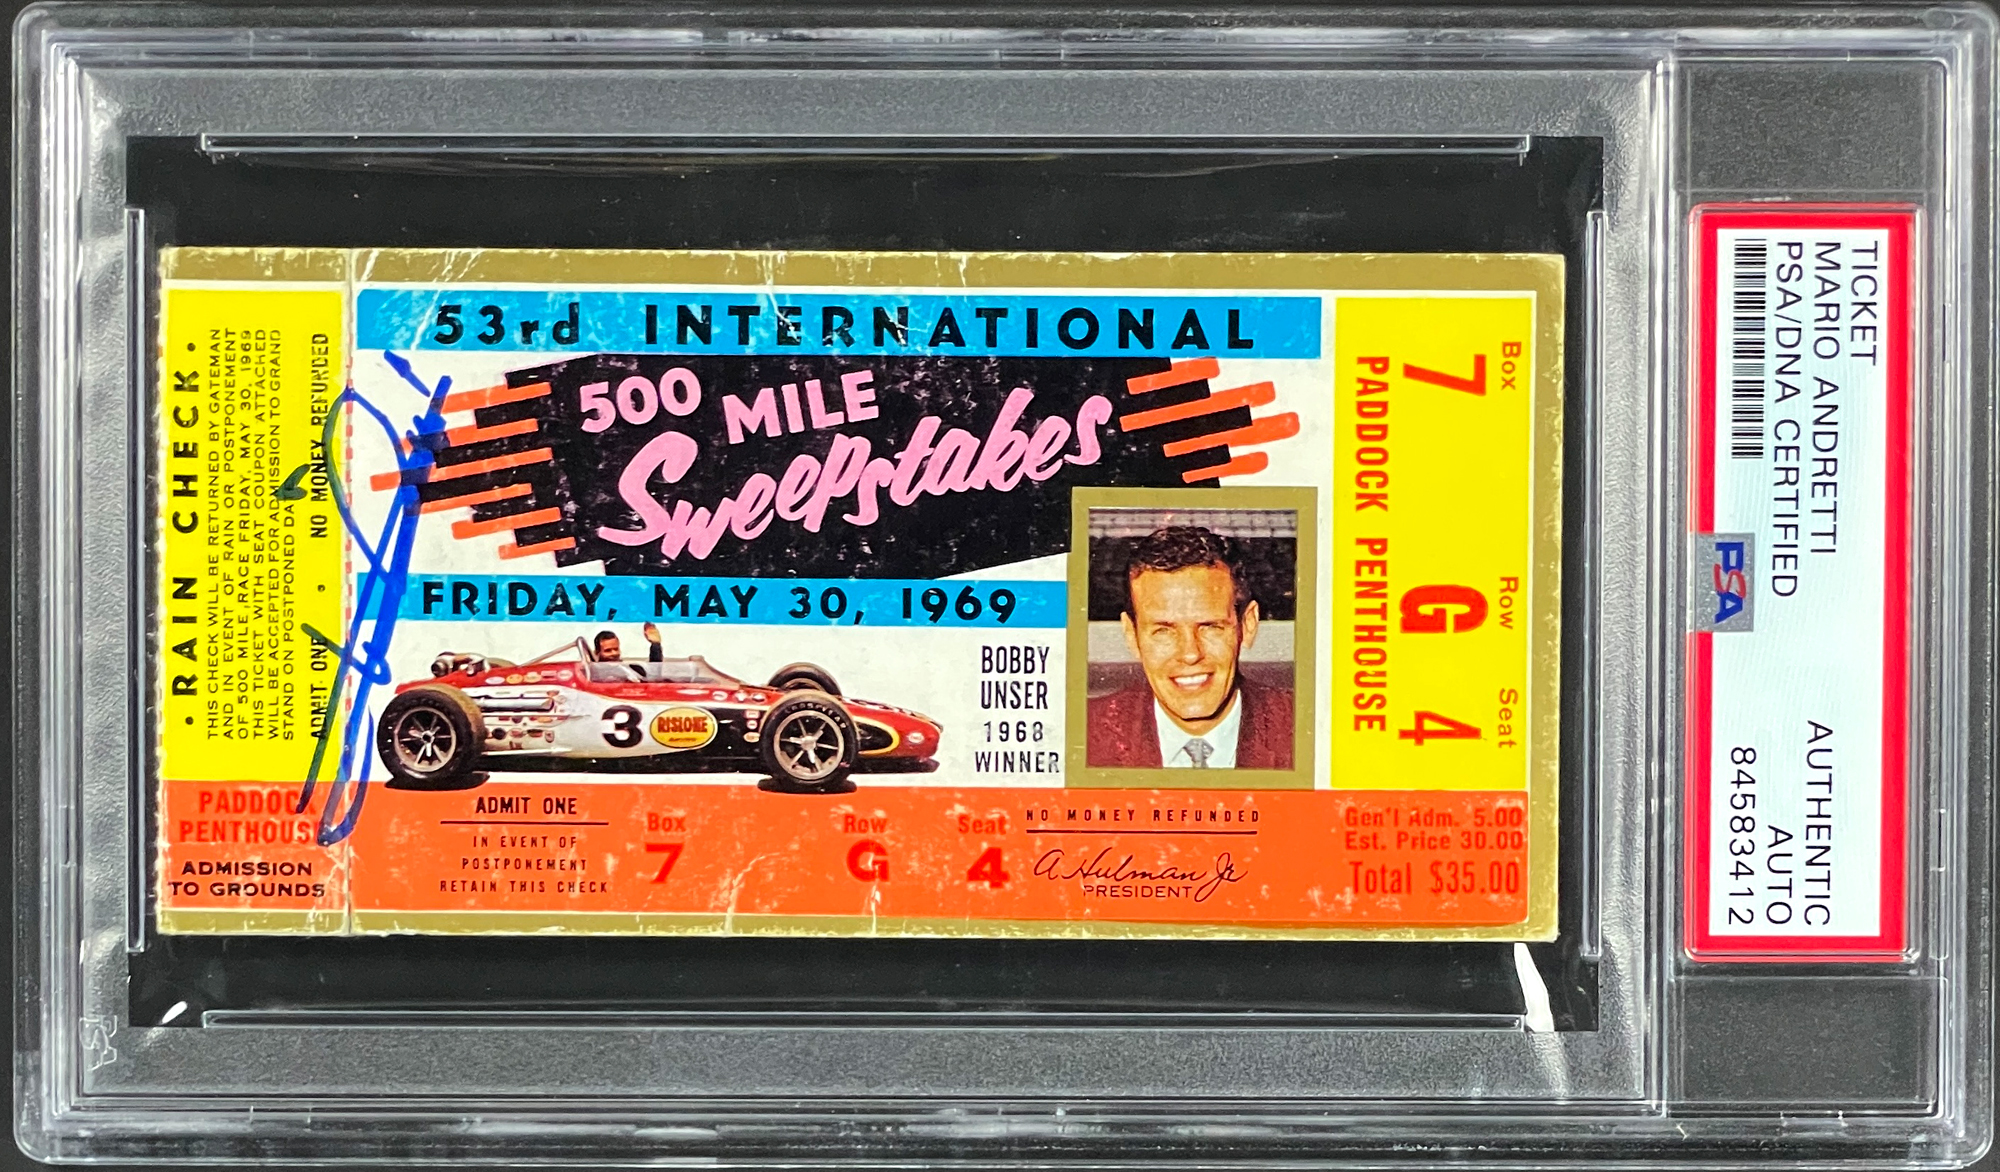 • RAIN CHECK •
THIS CHECK WILL BE RETURNED BY GATEMAN
AND IN EVENT OF RAIN OR POSTPONEMENT
OF 500 MILE RACE FRIDAY, MAY 30, 1969
THIS TICKET WITH SEAT COUPON ATTACHED
WILL BE ACCEPTED FOR ADMISSION TO GRAND
STAND ON POSTPONED DAY
ADMIT ONE • NO MONEY REFUNDED
PADDOCK
PENTHOUSE
ADMISSION
TO GROUNDS
53rd INTERNATIONAL
500 MILE
Sweepstakes
FRIDAY, MAY 30, 1969
3
RISLONE
BOBBY
UNSER
1968
WINNER
ADMIT ONE
IN EVENT OF
POSTPONEMENT
RETAIN THIS CHECK
Box
7
Row
G
Seat
4
NO MONEY REFUNDED
A Hulman Jr
PRESIDENT
Box Row Seat
7 G 4
PADDOCK PENTHOUSE
Gen'l Adm. 5.00
Est. Price 30.00
Total $35.00
TICKET
MARIO ANDRETTI
PSA/DNA CERTIFIED
AUTHENTIC
AUTO
84583412
PSA
PSA